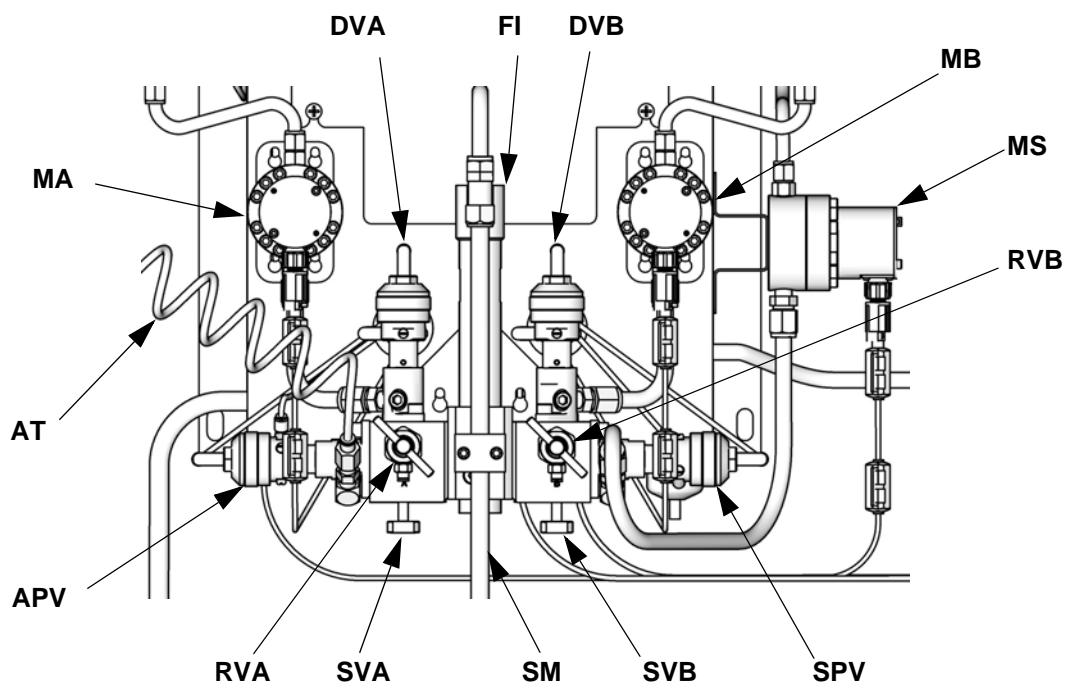 DVA FI DVB
MB
MS
MA
RVB
AT
APV
RVA SVA SM SVB SPV